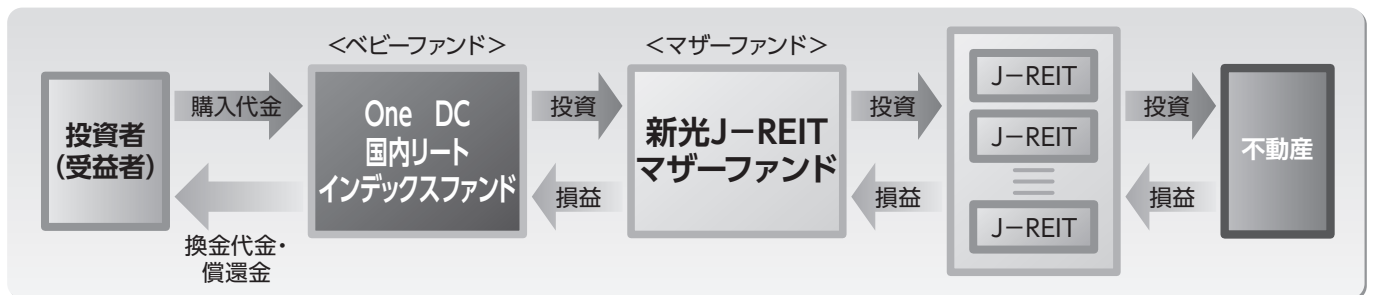 <ベビーファンド>
<マザーファンド>
投資者
(受益者)
購入代金
換金代金・
償還金
One DC
国内リート
インデックスファンド
投資
損益
新光J-REIT
マザーファンド
投資
損益
J-REIT
J-REIT
J-REIT
投資
損益
不動産